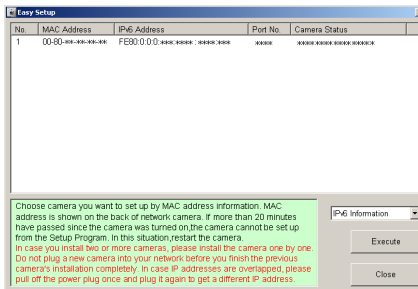 Easy Setup
No. MAC Address IPv6 Address Port No. Camera Status
1 00-80-**-**-**-** FE80:0:0:0:***:**** : ****:*** **** ****.****.****.****.****
Choose camera you want to set up by MAC address information. MAC
address is shown on the back of network camera. If more than 20 minutes
have passed since the camera was turned on,the camera cannot be set up
from the Setup Program. In this situation,restart the camera.
In case you install two or more cameras, please install the camera one by one.
Do not plug a new camera into your network before you finish the previous
camera's installation completely. In case IP addresses are overlapped, please
pull off the power plug once and plug it again to get a different IP address.
IPv6 Information
Execute
Close